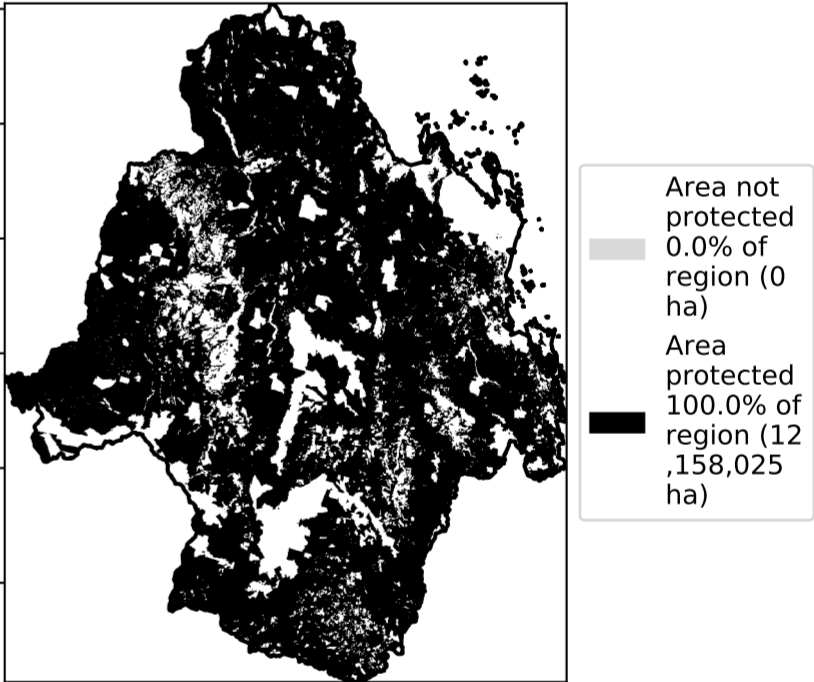 Area not
protected
0.0% of
region (0
ha)
Area
protected
100.0% of
region (12
,158,025
ha)